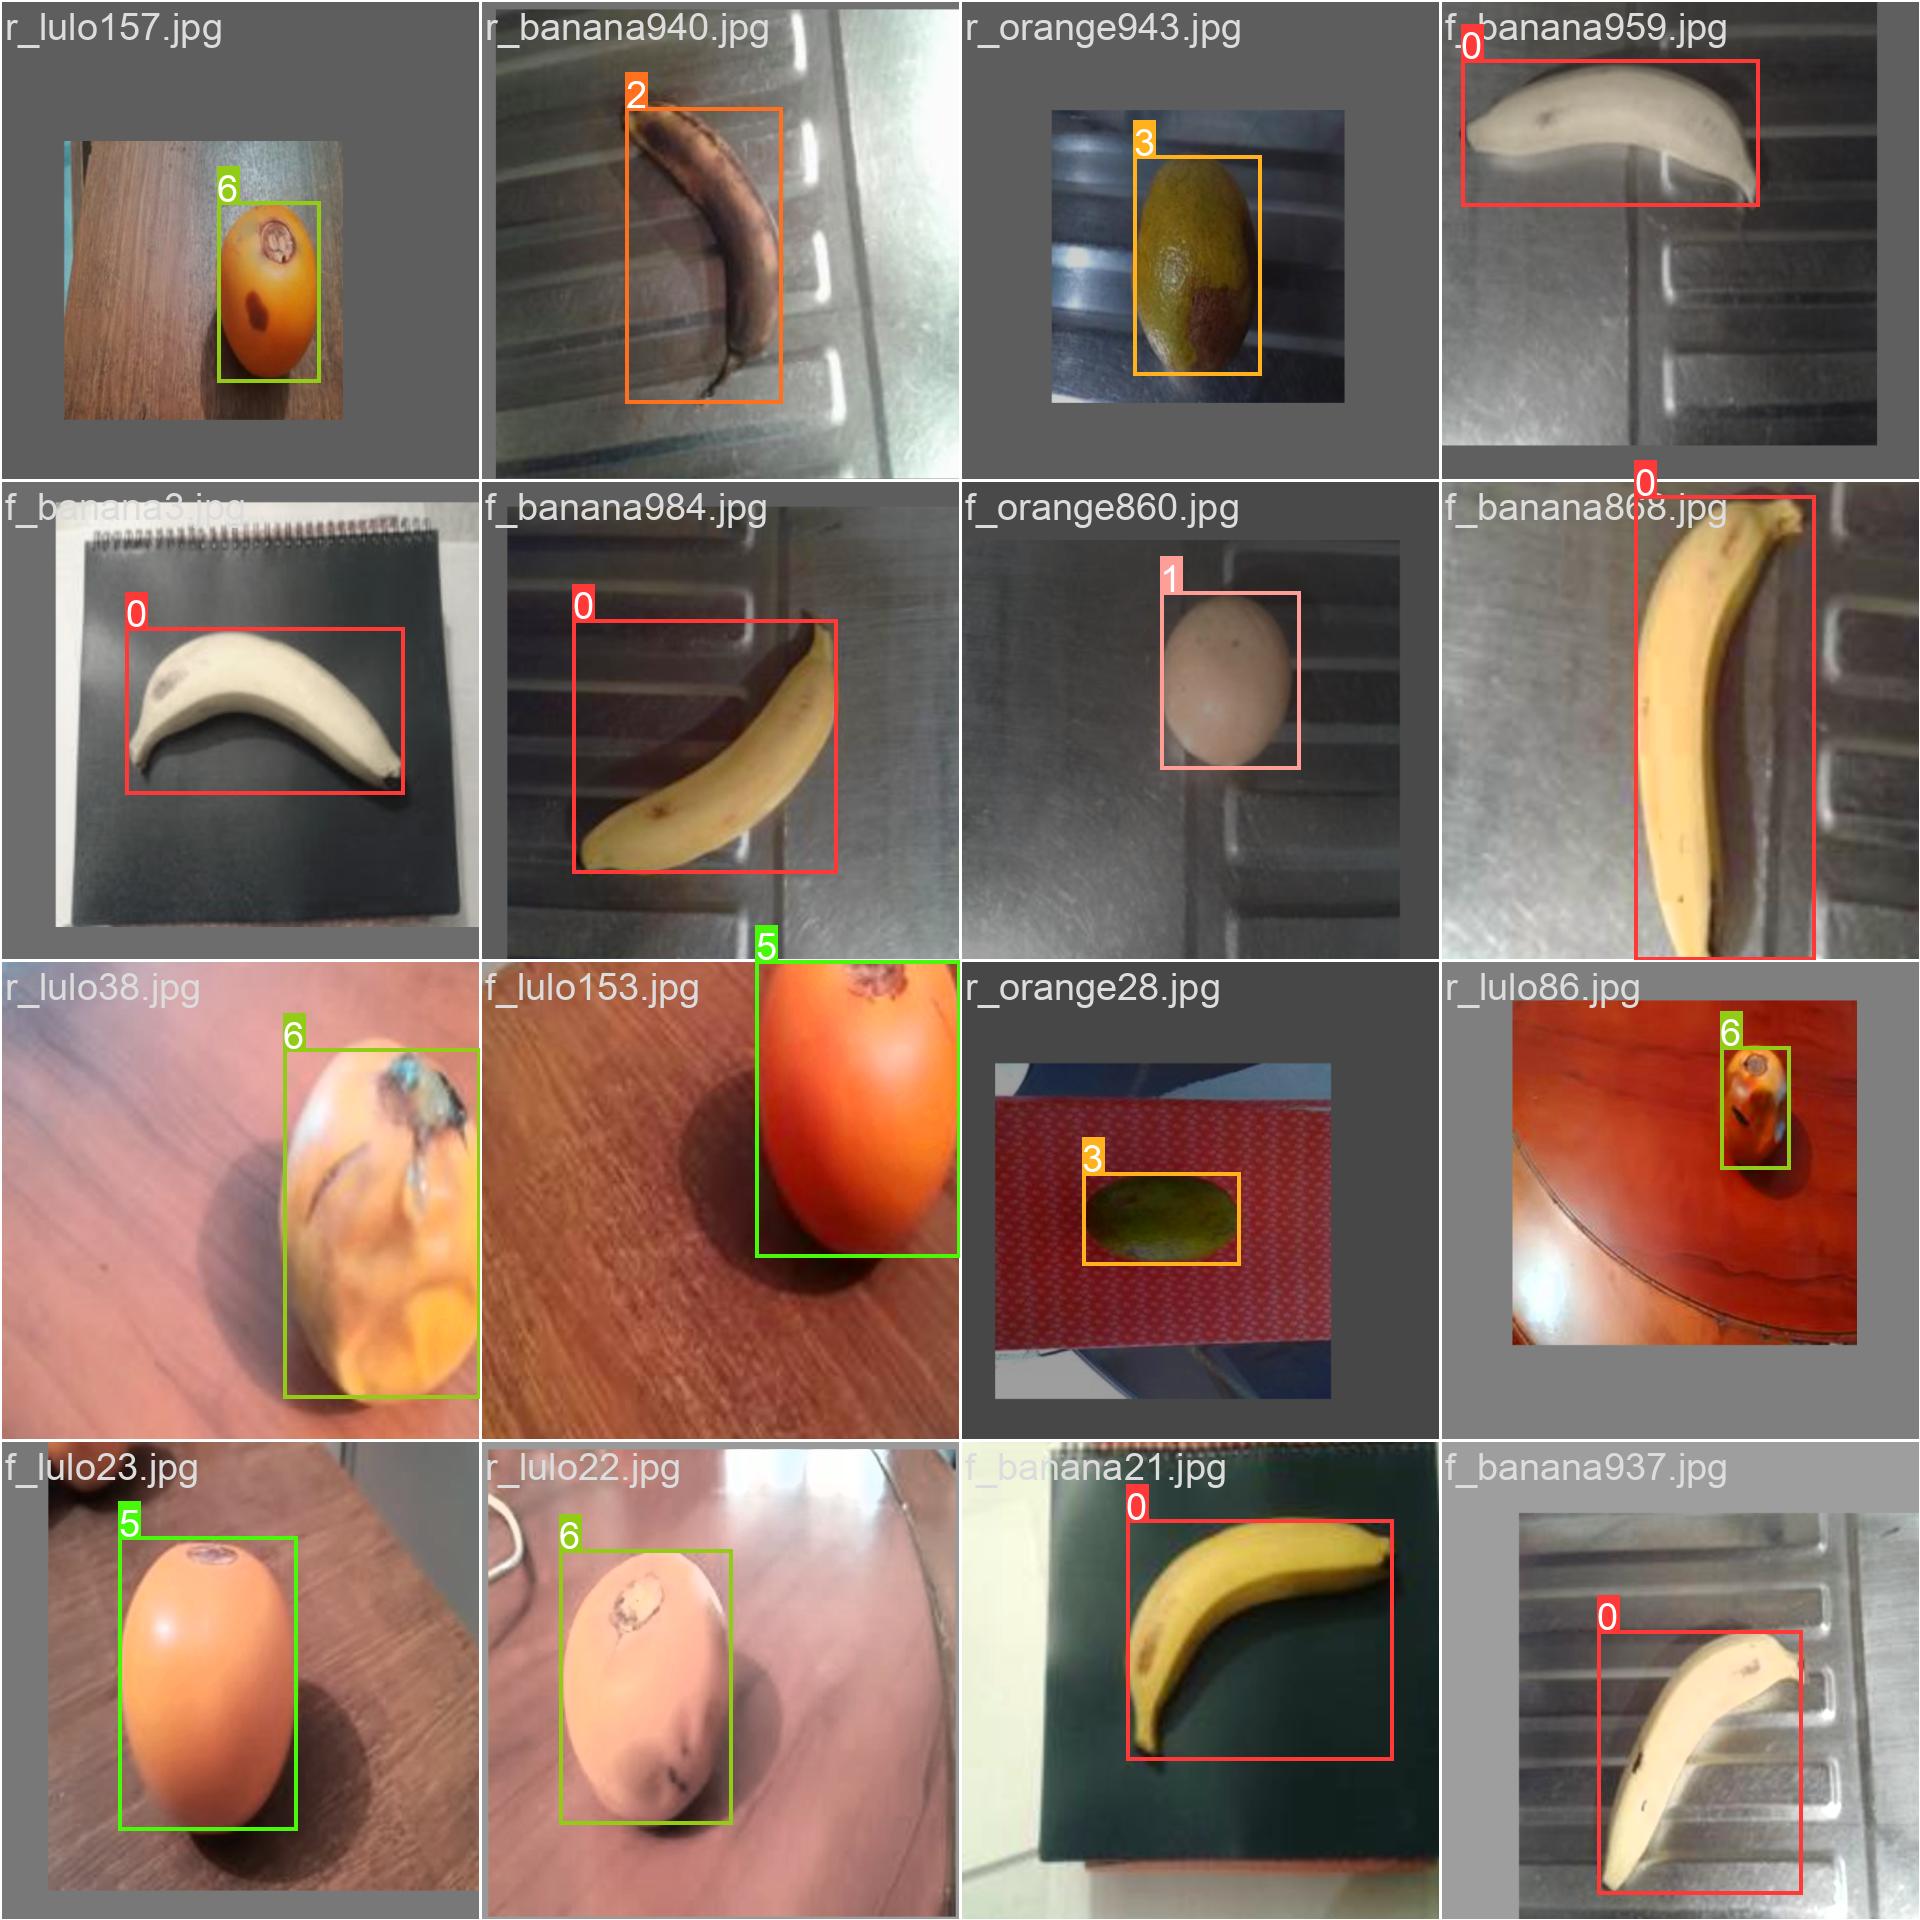 r_lulo157.jpg
6
r_banana940.jpg
2
r_orange943.jpg
3
f_banana959.jpg
0
f_banana3.jpg
0
f_banana984.jpg
0
f_orange860.jpg
1
f_banana868.jpg
0
r_lulo38.jpg
6
f_lulo153.jpg
5
r_orange28.jpg
3
r_lulo86.jpg
6
f_lulo23.jpg
5
r_lulo22.jpg
6
f_banana21.jpg
0
f_banana937.jpg
0